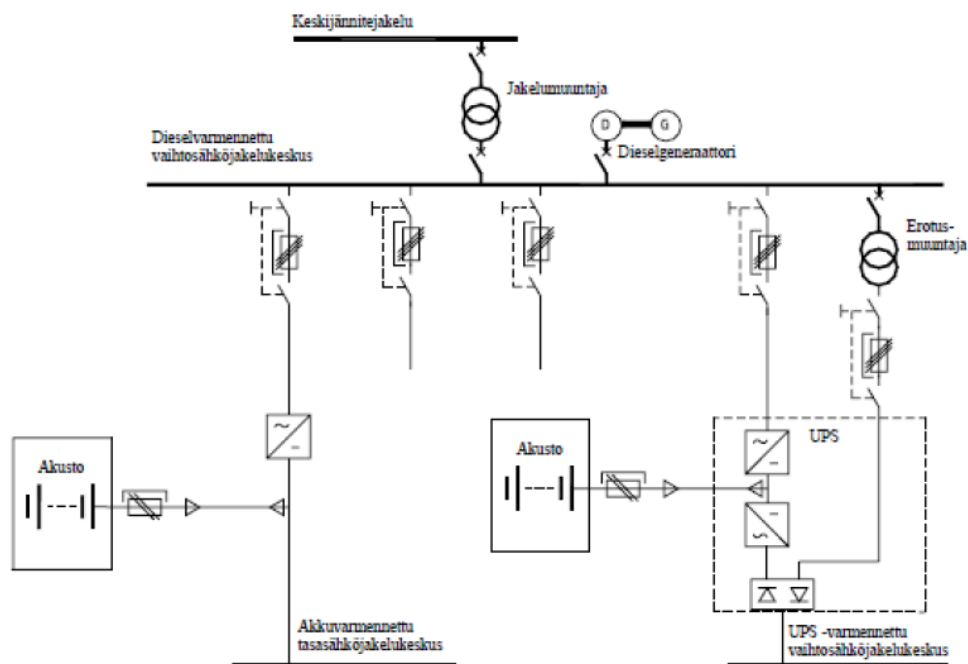 Keskijännitejakelu
Jakelumuuntaja
D
G
Dieselgeneraattori
Dieselvarmennettu
vaihtosähköjakelukeskus
Erotus-
muuntaja
UPS
Akusto
Akusto
Akkuvarmennettu
tasasähköjakelukeskus
UPS -varmennettu
vaihtosähköjakelukeskus